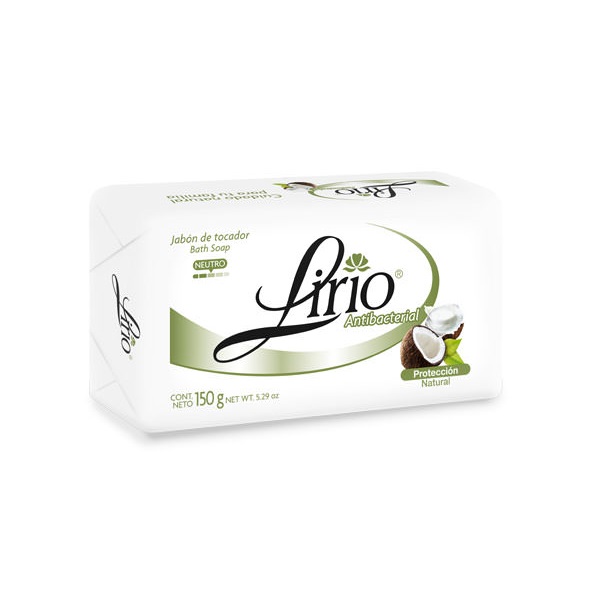 Cuidado natural
para tu familia
Lirio
Jabón de tocador
Bath Soap
NEUTRO
Lirio®
Antibacterial
Protección
Natural
CONT.
NETO 150 g NET WT. 5.29 oz
Lirio